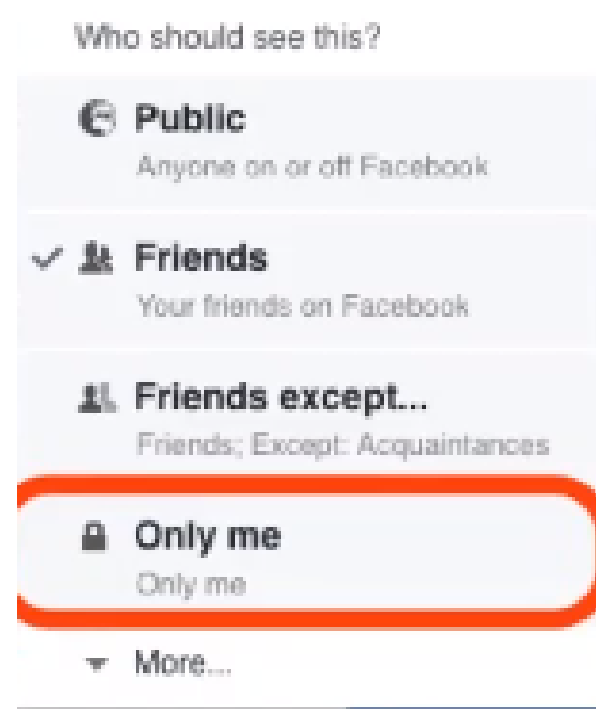 Who should see this?
Public
Anyone on or off Facebook
Friends
Your friends on Facebook
Friends except...
Friends; Except: Acquaintances
Only me
Only me
More...